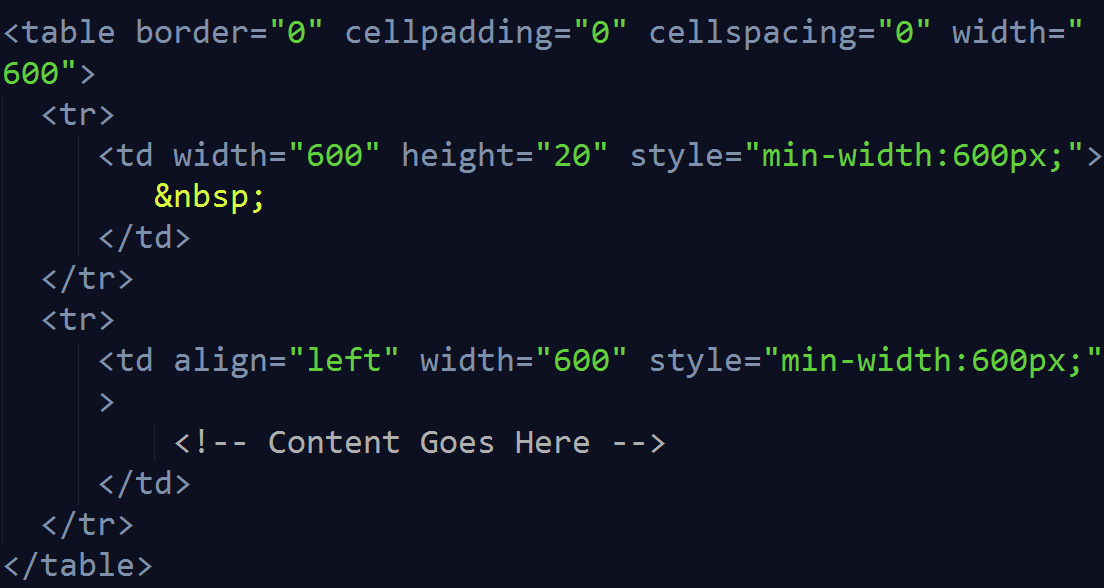 <table border="0" cellpadding="0" cellspacing="0" width="
600">
  <tr>
     <td width="600" height="20" style="min-width:600px;">
        &nbsp;
     </td>
  </tr>
  <tr>
     <td align="left" width="600" style="min-width:600px;"
     >
         <!-- Content Goes Here -->
     </td>
  </tr>
</table>